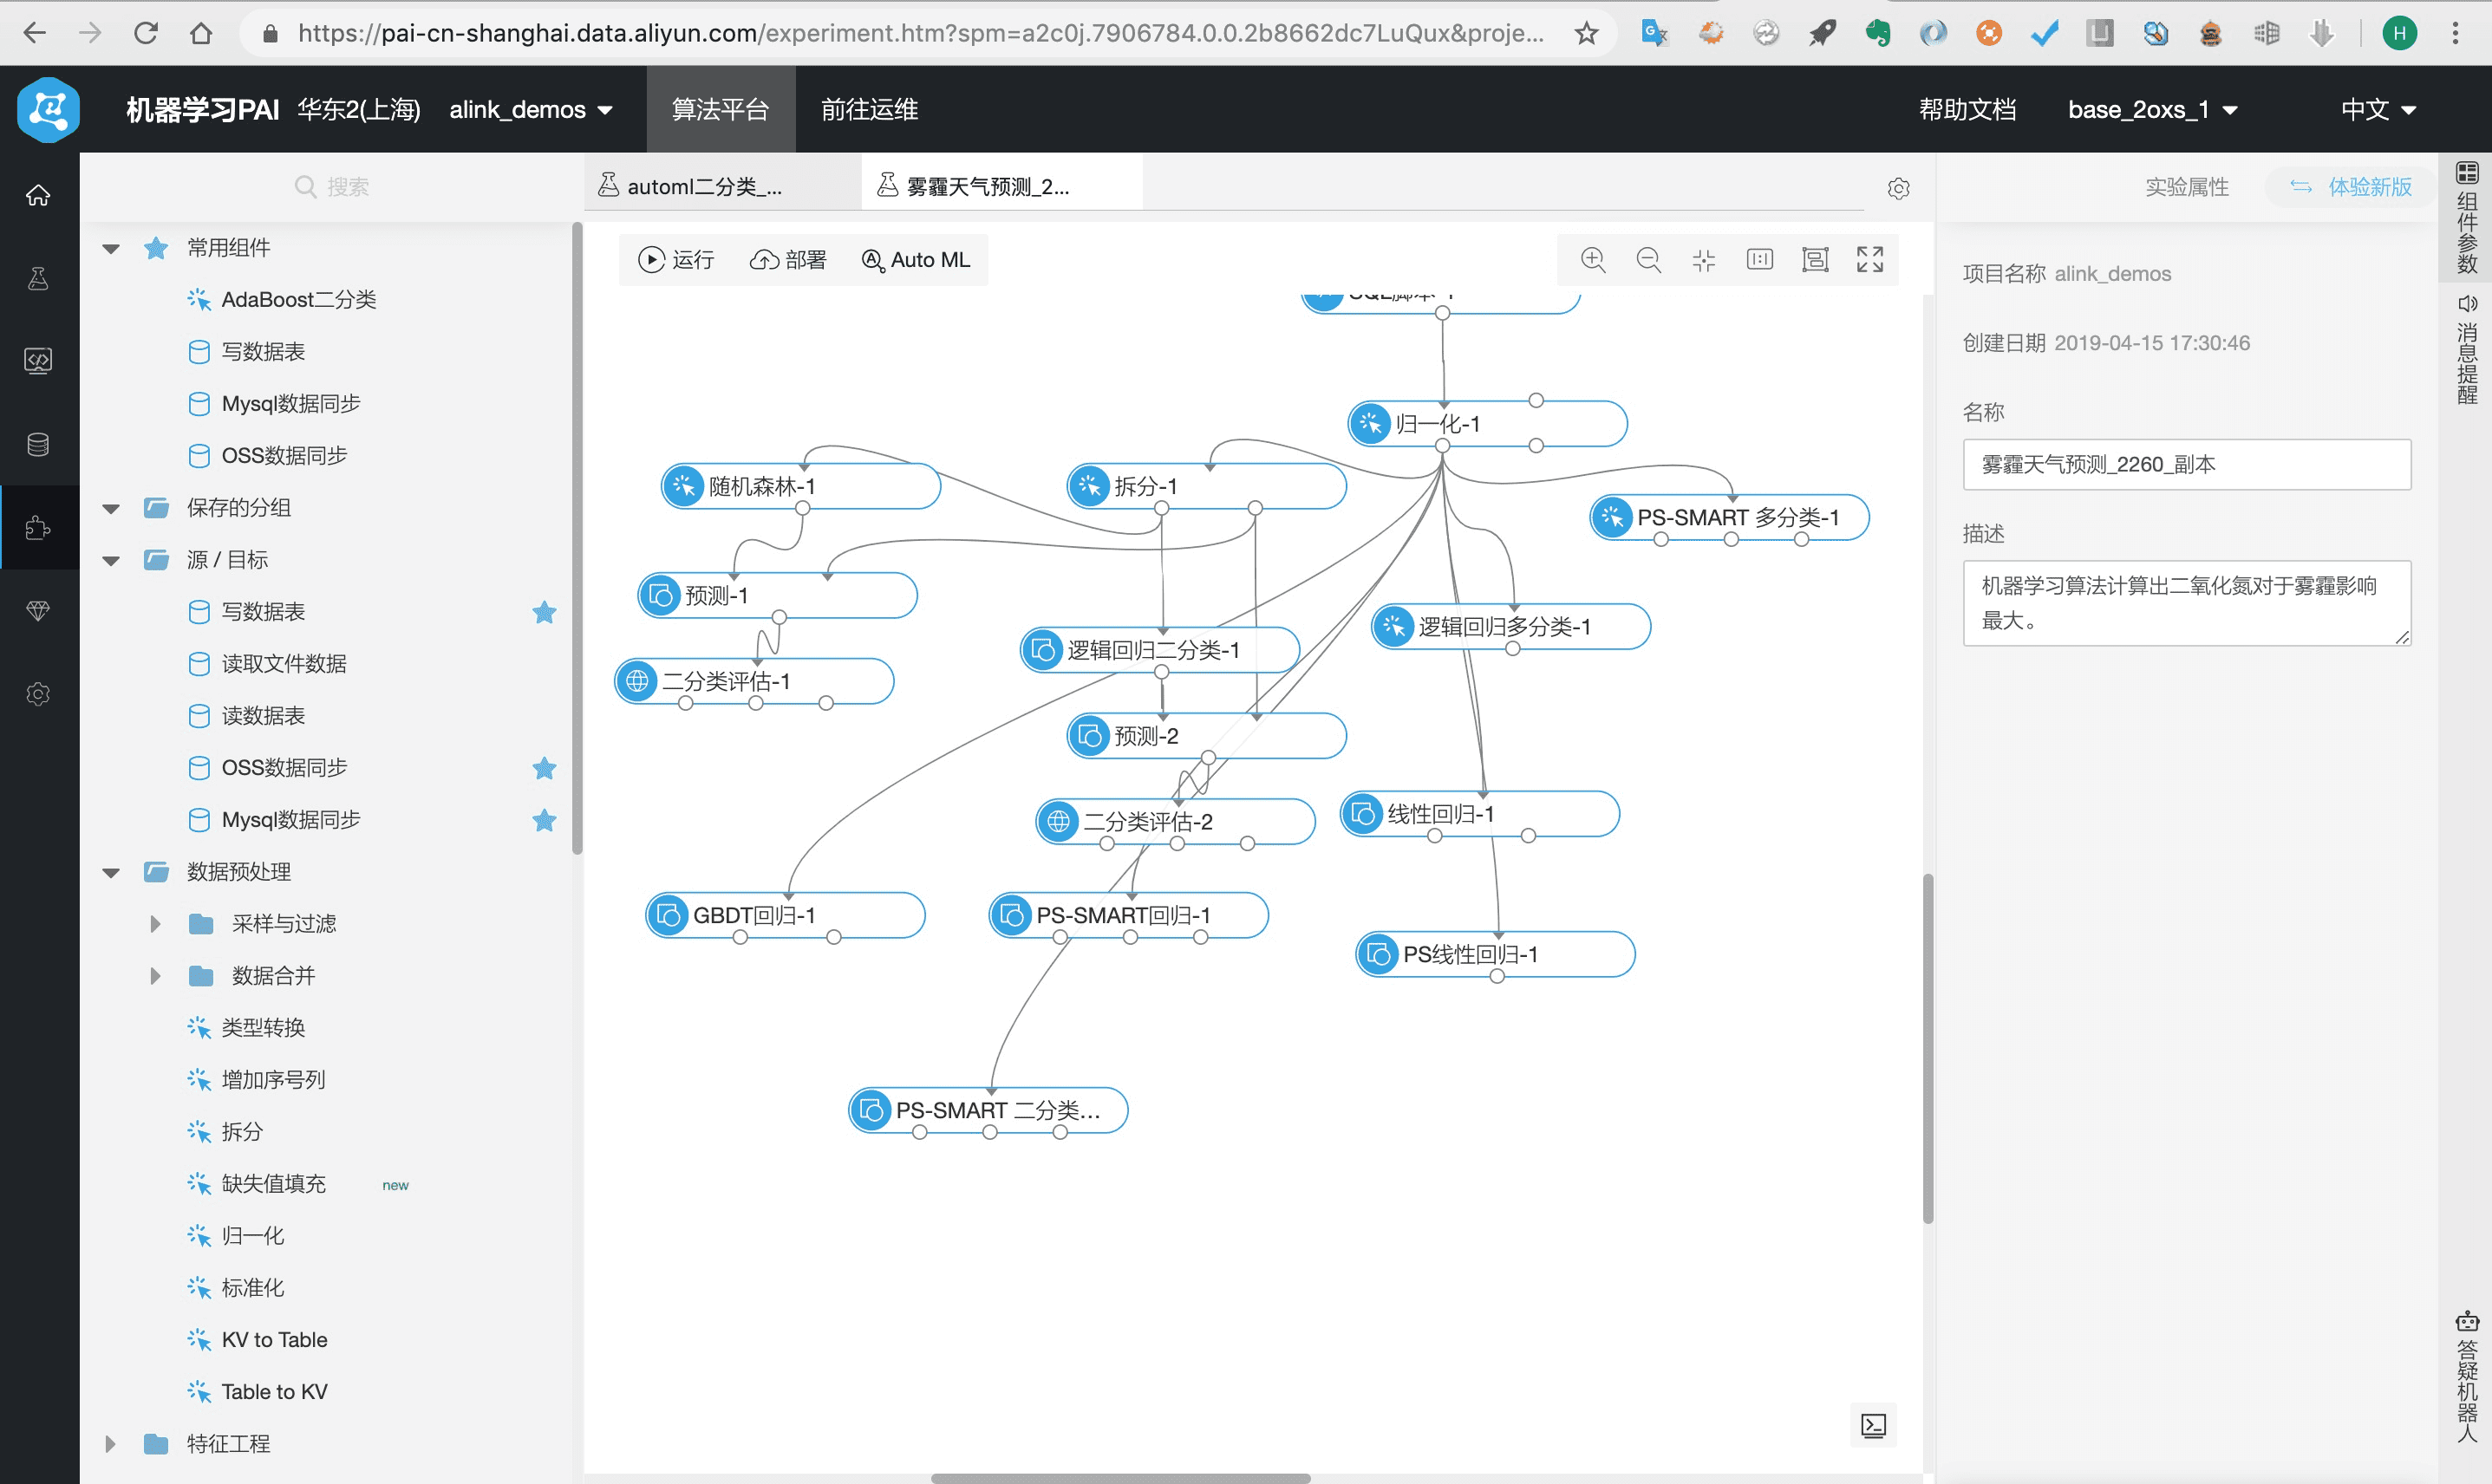 https://pai-cn-shanghai.data.aliyun.com/experiment.htm?spm=a2c0j.7906784.0.0.2b8662dc7LuQux&proje...
H
机器学习PAI 华东2(上海) alink_demos 算法平台 前往运维 帮助文档 base_2oxs_1 中文
搜索
automl二分类_...
雾霾天气预测_2...
实验属性
体验新版
组件参数
消息提醒
答疑机器人
常用组件
AdaBoost二分类
写数据表
Mysql数据同步
OSS数据同步
保存的分组
源 / 目标
写数据表
读取文件数据
读数据表
OSS数据同步
Mysql数据同步
数据预处理
采样与过滤
数据合并
类型转换
增加序号列
拆分
缺失值填充 new
归一化
标准化
KV to Table
Table to KV
特征工程
运行 部署 Auto ML
SQL脚本-1
归一化-1
随机森林-1
拆分-1
PS-SMART 多分类-1
预测-1
逻辑回归二分类-1
逻辑回归多分类-1
二分类评估-1
预测-2
二分类评估-2
线性回归-1
GBDT回归-1
PS-SMART回归-1
PS线性回归-1
PS-SMART 二分类...
项目名称 alink_demos
创建日期 2019-04-15 17:30:46
名称
雾霾天气预测_2260_副本
描述
机器学习算法计算出二氧化氮对于雾霾影响
最大。